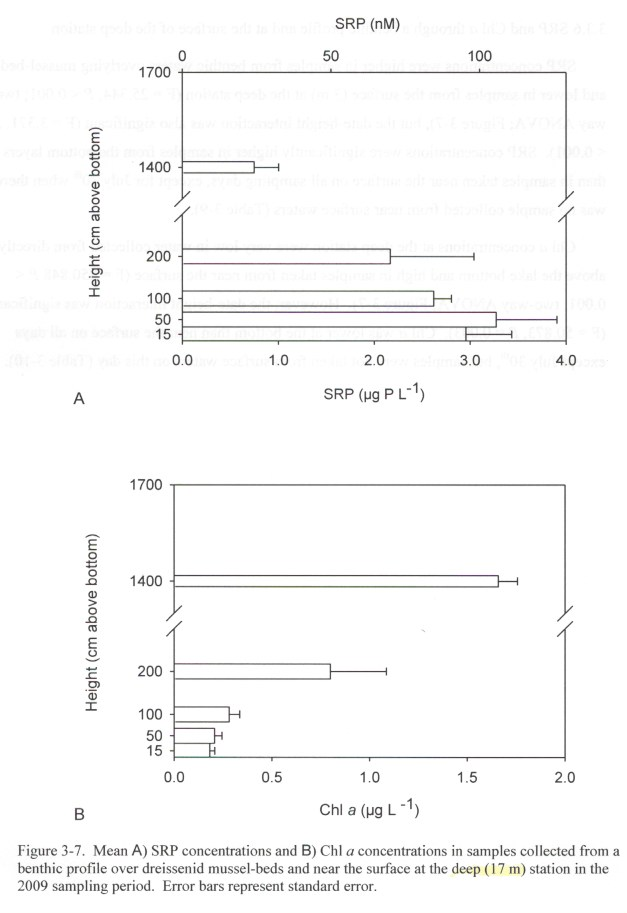 SRP (nM)
0 50 100
1700
1400
200
100
50
15
Height (cm above bottom)
0.0 1.0 2.0 3.0 4.0
SRP (µg P L-1)
A
1700
1400
200
100
50
15
Height (cm above bottom)
0.0 0.5 1.0 1.5 2.0
Chl a (µg L -1)
B
Figure 3-7. Mean A) SRP concentrations and B) Chl a concentrations in samples collected from a
benthic profile over dreissenid mussel-beds and near the surface at the deep (17 m) station in the
2009 sampling period. Error bars represent standard error.